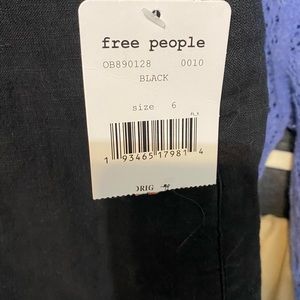 free people
OB890128 0010
BLACK
size 6
1 93465 17981 4
ORIG